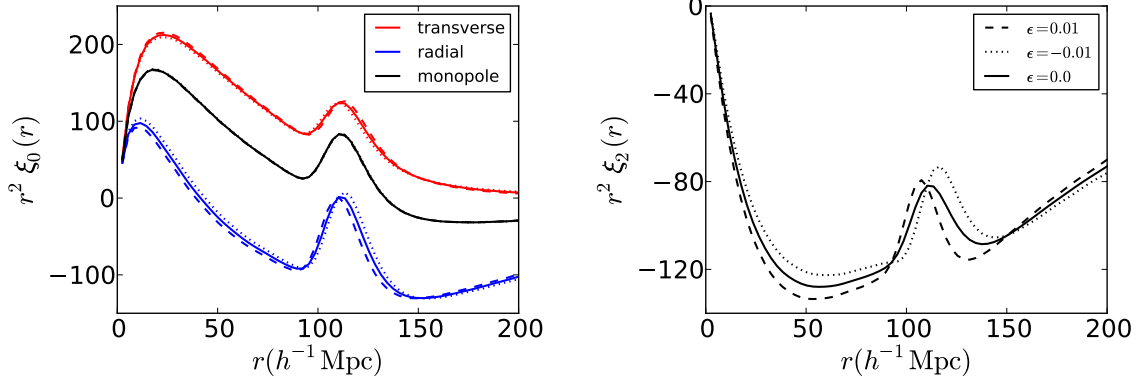 r² ξ₀(r)
200
100
0
−100
0
50
100
150
200
r(h⁻¹ Mpc)
transverse
radial
monopole
r² ξ₂(r)
0
−40
−80
−120
0
50
100
150
200
r(h⁻¹ Mpc)
ϵ=0.01
ϵ=−0.01
ϵ=0.0